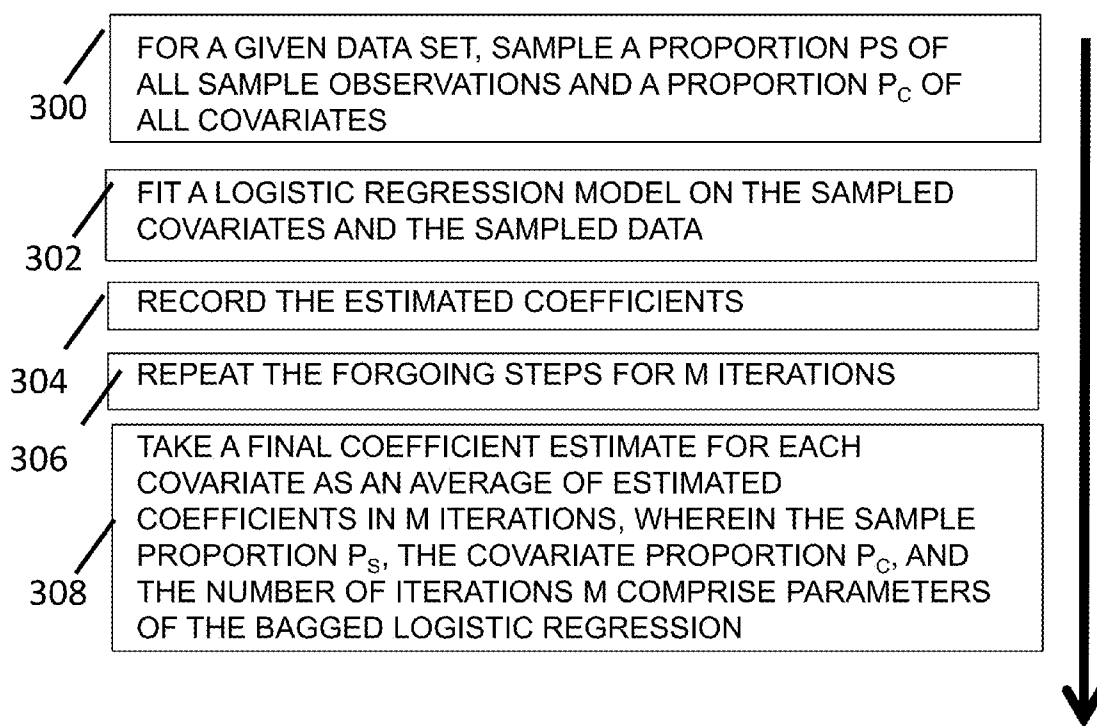 300
FOR A GIVEN DATA SET, SAMPLE A PROPORTION PS OF
ALL SAMPLE OBSERVATIONS AND A PROPORTION P_C OF
ALL COVARIATES
302
FIT A LOGISTIC REGRESSION MODEL ON THE SAMPLED
COVARIATES AND THE SAMPLED DATA
304
RECORD THE ESTIMATED COEFFICIENTS
306
REPEAT THE FORGOING STEPS FOR M ITERATIONS
308
TAKE A FINAL COEFFICIENT ESTIMATE FOR EACH
COVARIATE AS AN AVERAGE OF ESTIMATED
COEFFICIENTS IN M ITERATIONS, WHEREIN THE SAMPLE
PROPORTION P_S, THE COVARIATE PROPORTION P_C, AND
THE NUMBER OF ITERATIONS M COMPRISE PARAMETERS
OF THE BAGGED LOGISTIC REGRESSION